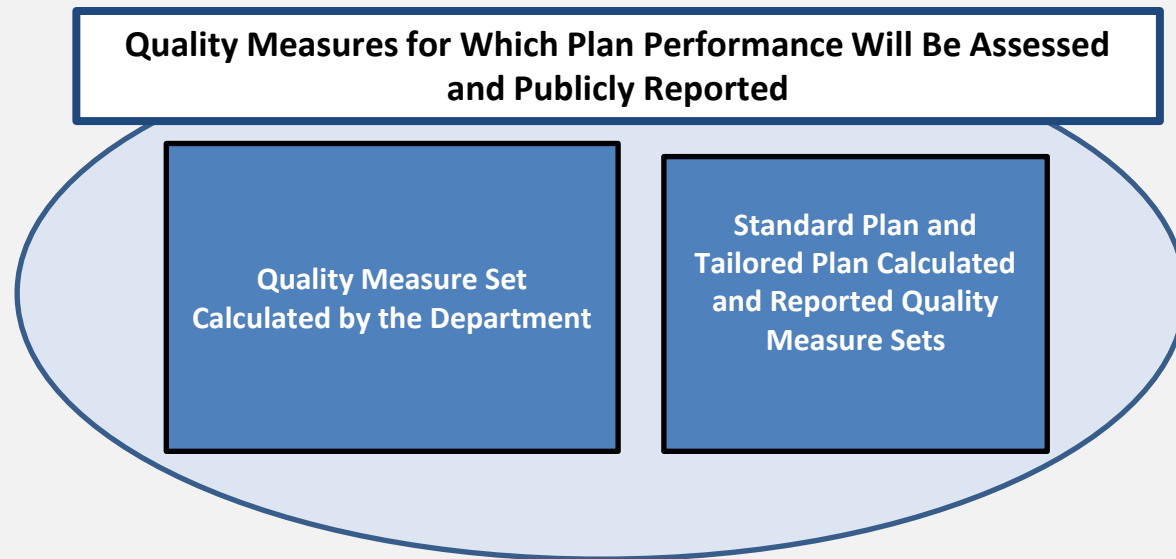 Quality Measures for Which Plan Performance Will Be Assessed
and Publicly Reported
Quality Measure Set
Calculated by the Department
Standard Plan and
Tailored Plan Calculated
and Reported Quality
Measure Sets